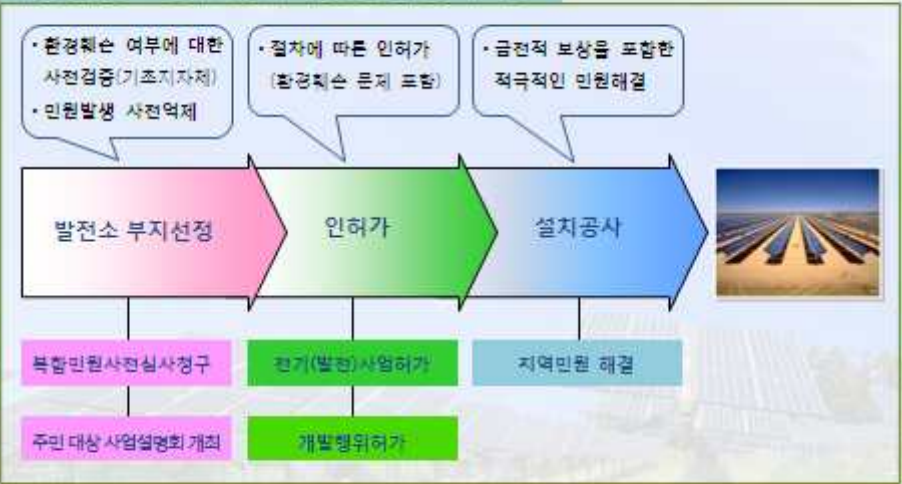 · 환경훼손 여부에 대한
사전검증(기초지자체)
· 민원발생 사전억제
· 절차에 따른 인허가
(환경훼손 문제 포함)
· 금전적 보상을 포함한
적극적인 민원해결
발전소 부지선정
인허가
설치공사
복합민원사전심사청구
전기(발전)사업허가
지역민원 해결
주민 대상 사업설명회 개최
개발행위허가